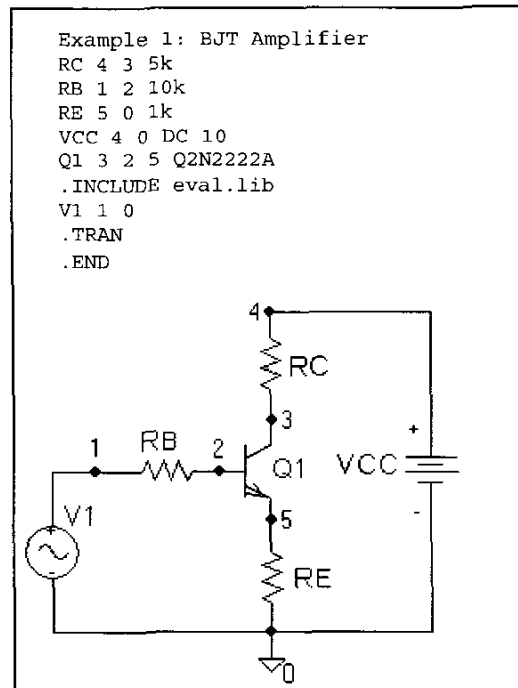 Example 1: BJT Amplifier
RC 4 3 5k
RB 1 2 10k
RE 5 0 1k
VCC 4 0 DC 10
Q1 3 2 5 Q2N2222A
.INCLUDE eval.lib
V1 1 0
.TRAN
.END
4
RC
3
1
RB
2
Q1
VCC
+
-
V1
+
-
5
RE
0